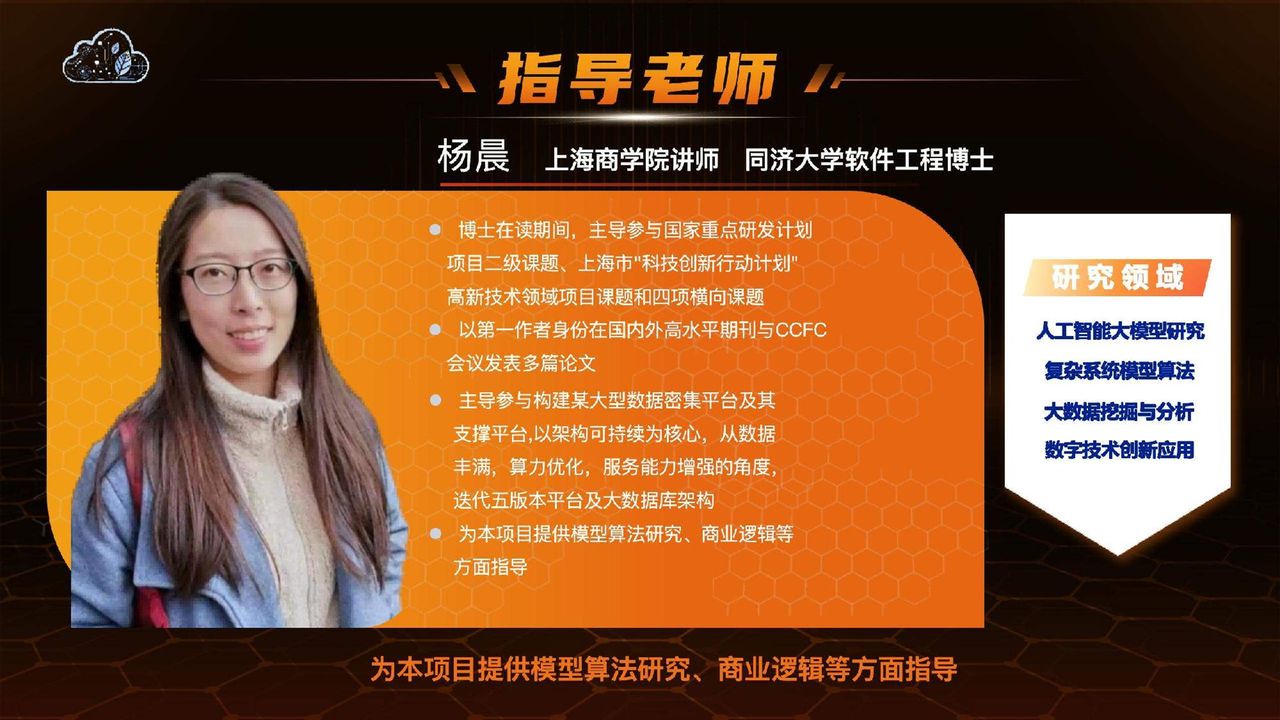 指导老师
杨晨 上海商学院讲师 同济大学软件工程博士
博士在读期间，主导参与国家重点研发计划
项目二级课题、上海市"科技创新行动计划"
高新技术领域项目课题和四项横向课题
以第一作者身份在国内外高水平期刊与CCFC
会议发表多篇论文
主导参与构建某大型数据密集平台及其
支撑平台,以架构可持续为核心，从数据
丰满，算力优化，服务能力增强的角度，
迭代五版本平台及大数据库架构
为本项目提供模型算法研究、商业逻辑等
方面指导
研究领域
人工智能大模型研究
复杂系统模型算法
大数据挖掘与分析
数字技术创新应用
为本项目提供模型算法研究、商业逻辑等方面指导